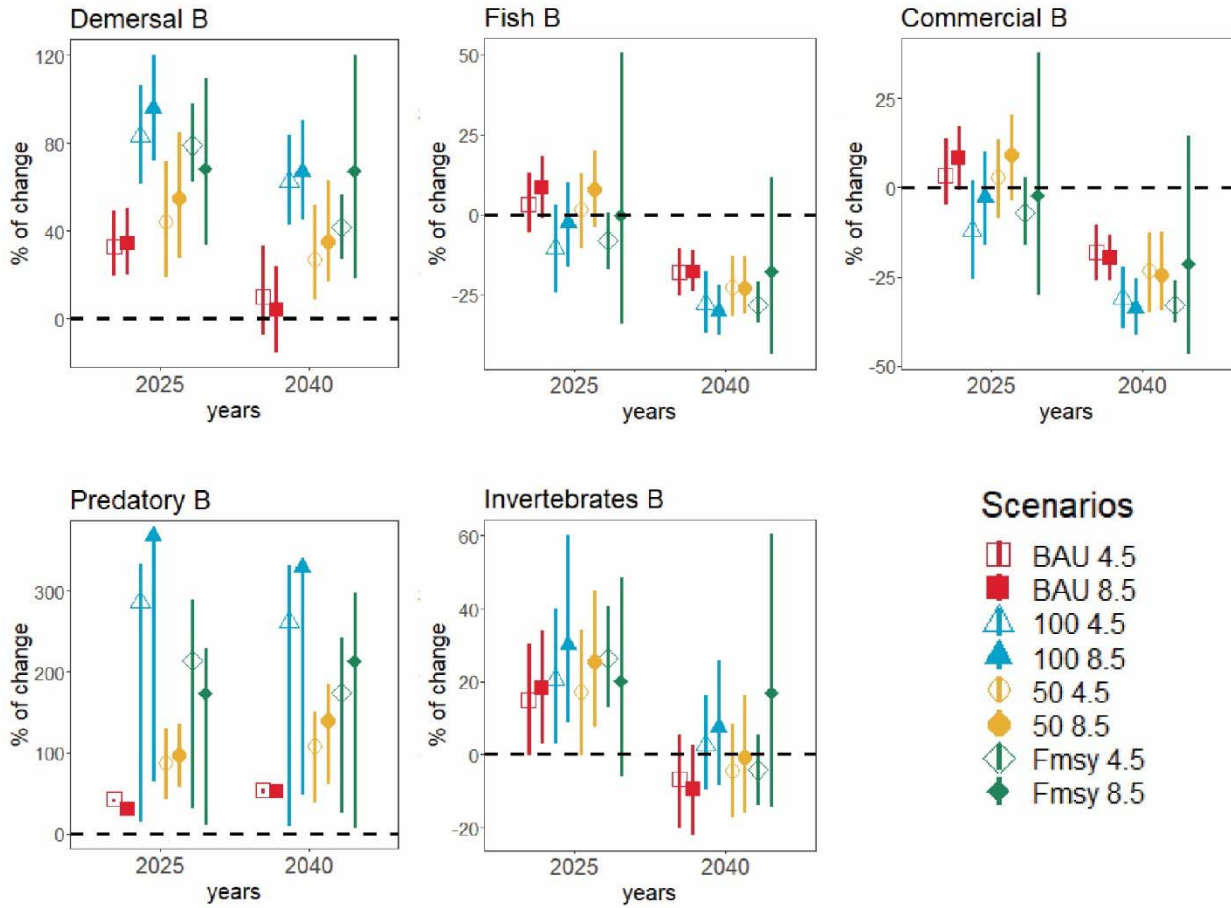 Demersal B
% of change
120
80
40
0
2025 2040
years
Fish B
% of change
50
25
0
-25
2025 2040
years
Commercial B
% of change
25
0
-25
-50
2025 2040
years
Predatory B
% of change
300
200
100
0
2025 2040
years
Invertebrates B
% of change
60
40
20
0
-20
2025 2040
years
Scenarios
BAU 4.5
BAU 8.5
100 4.5
100 8.5
50 4.5
50 8.5
Fmsy 4.5
Fmsy 8.5